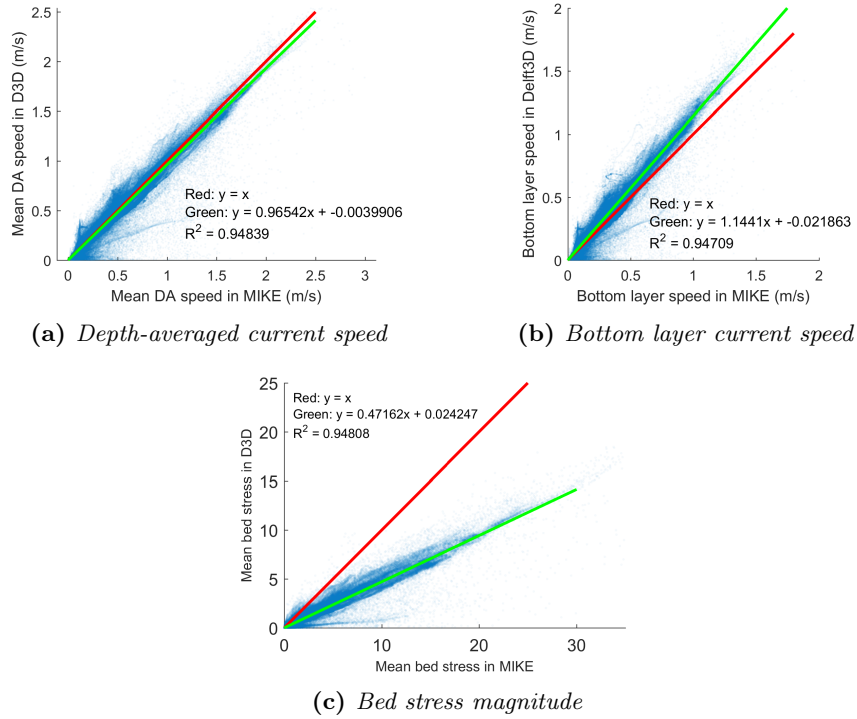 2.5
2
1.5
1
0.5
0
Mean DA speed in D3D (m/s)
Red: y = x
Green: y = 0.96542x + -0.0039906
R² = 0.94839
0 0.5 1 1.5 2 2.5 3
Mean DA speed in MIKE (m/s)
(a) Depth-averaged current speed
2
1.5
1
0.5
0
Bottom layer speed in Delft3D (m/s)
Red: y = x
Green: y = 1.1441x + -0.021863
R² = 0.94709
0 0.5 1 1.5 2
Bottom layer speed in MIKE (m/s)
(b) Bottom layer current speed
25
20
15
10
5
0
Mean bed stress in D3D
Red: y = x
Green: y = 0.47162x + 0.024247
R² = 0.94808
0 10 20 30
Mean bed stress in MIKE
(c) Bed stress magnitude